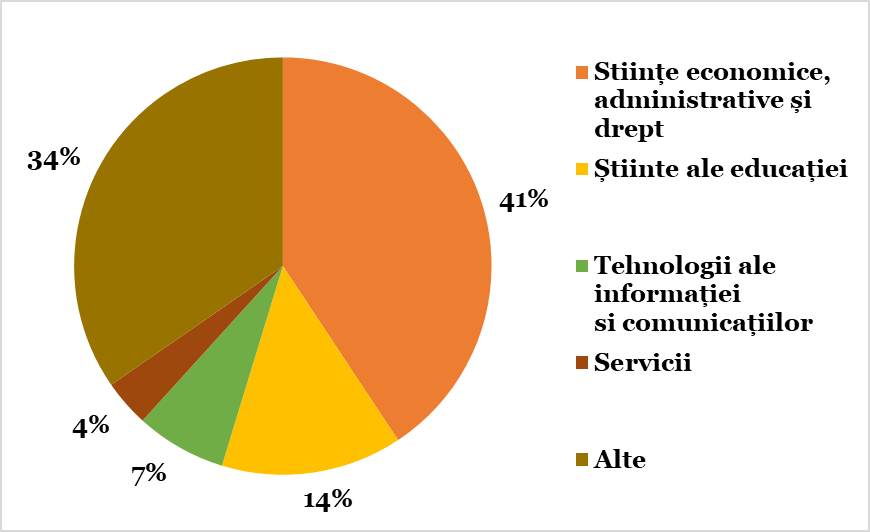 34%
41%
4%
7%
14%
Stiințe economice,
administrative și
drept
Știinte ale educației
Tehnologii ale
informației
si comunicațiilor
Servicii
Alte